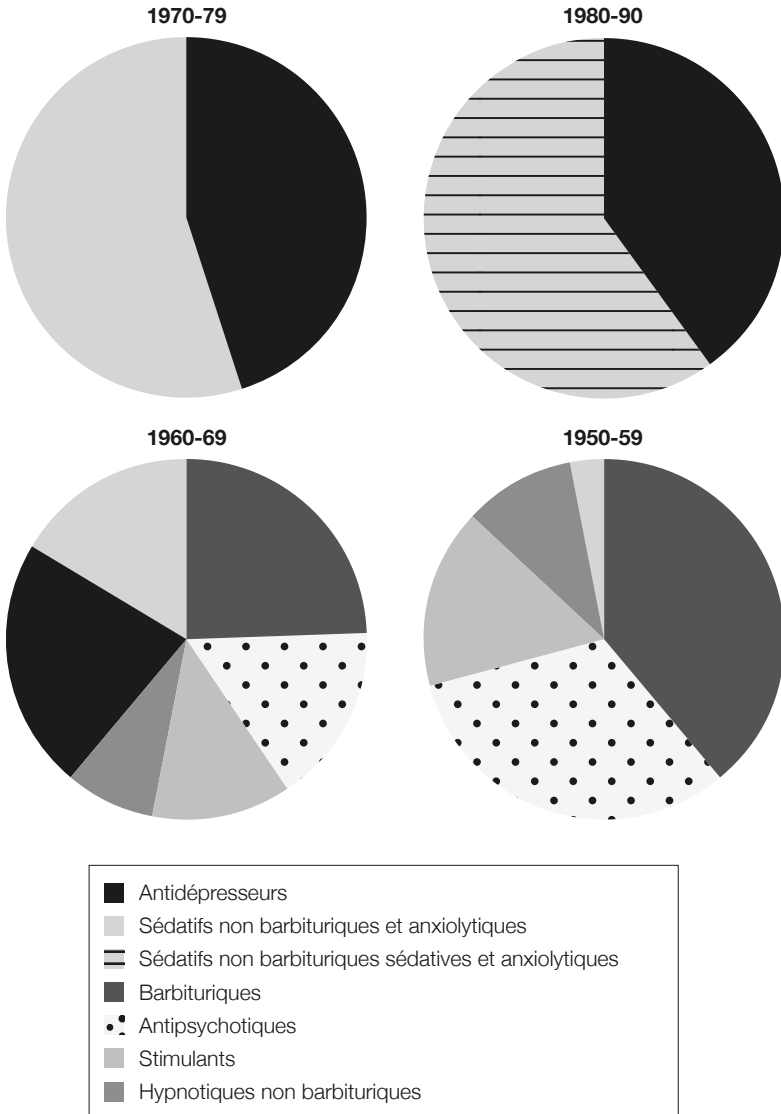 1970-79
1980-90
1960-69
1950-59
Antidépresseurs
Sédatifs non barbituriques et anxiolytiques
Sédatifs non barbituriques sédatives et anxiolytiques
Barbituriques
Antipsychotiques
Stimulants
Hypnotiques non barbituriques